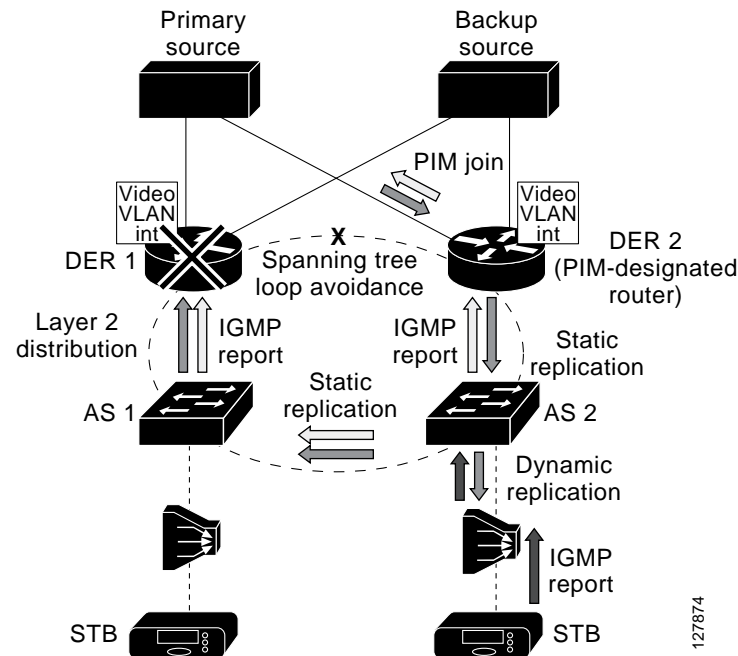 Primary
source
Backup
source
PIM join
Video
VLAN
int
Video
VLAN
int
DER 1
X
Spanning tree
loop avoidance
DER 2
(PIM-designated
router)
Layer 2
distribution
IGMP
report
IGMP
report
Static
replication
Static
replication
AS 1
AS 2
Dynamic
replication
IGMP
report
STB
STB
127874